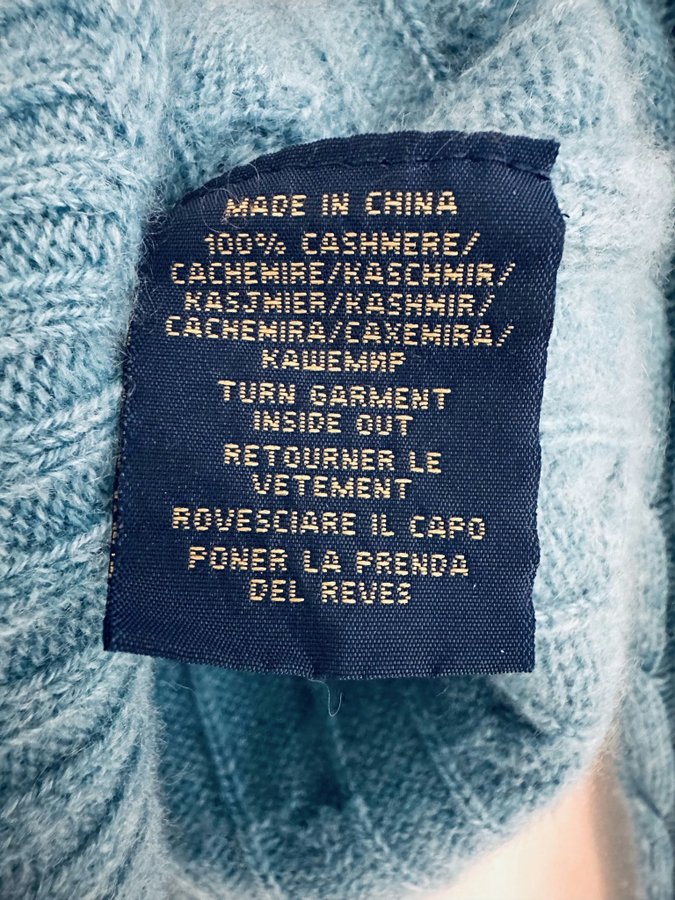 MADE IN CHINA
100% CASHMERE/
CACHEMIRE/KASCHMIR/
KASJMIER/KASHMIR/
CACHEMIRA/CAXEMIRA/
КАШЕМИР
TURN GARMENT
INSIDE OUT
RETOURNER LE
VETEMENT
ROVESCIARE IL CAPO
PONER LA PRENDA
DEL REVES